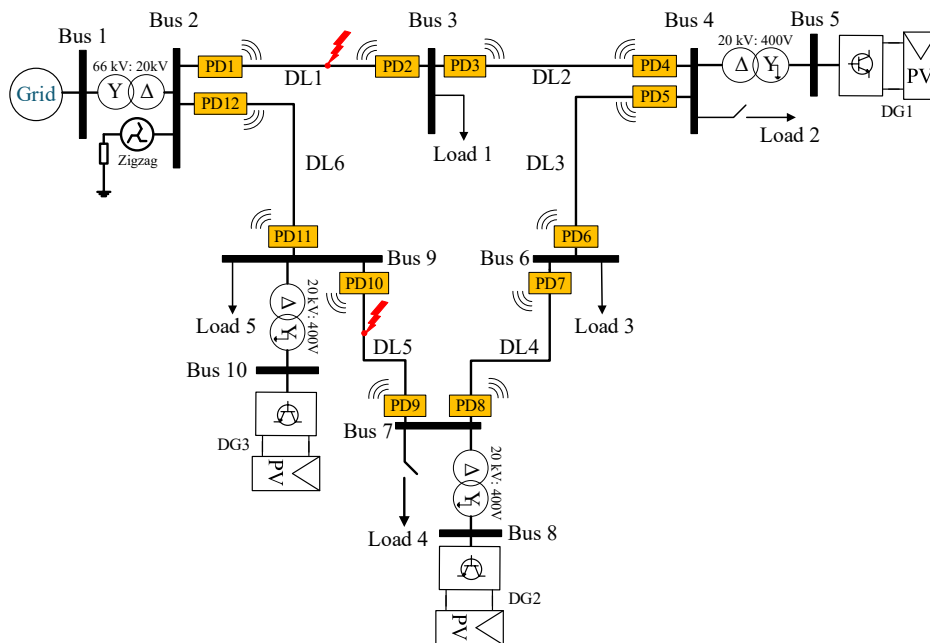 Bus 2
Bus 3
Bus 4
Bus 5
Bus 1
66 kV: 20kV
20 kV: 400V
Grid
Y
Δ
PD1
DL1
PD2
PD3
DL2
PD4
Δ
Y
PV
DG1
PD12
PD5
Zigzag
Load 1
Load 2
DL6
DL3
PD11
PD6
Bus 9
Bus 6
PD10
PD7
Load 5
Δ
Y
20 kV: 400V
Load 3
DL5
DL4
Bus 10
PD9
PD8
Bus 7
DG3
PV
Δ
Y
20 kV: 400V
Load 4
Bus 8
DG2
PV